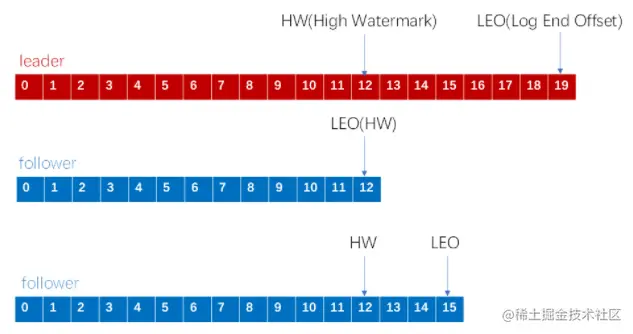 HW(High Watermark) LEO(Log End Offset)
leader
0 1 2 3 4 5 6 7 8 9 10 11 12 13 14 15 16 17 18 19
LEO(HW)
follower
0 1 2 3 4 5 6 7 8 9 10 11 12
HW LEO
follower
0 1 2 3 4 5 6 7 8 9 10 11 12 13 14 15
@稀土掘金技术社区